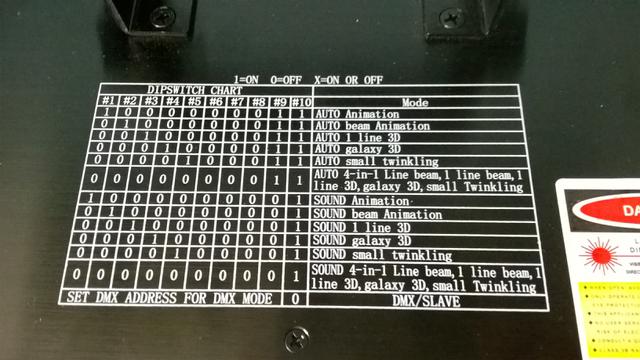 1=ON 0=OFF X=ON OR OFF
DIPSWITCH CHART
#1 #2 #3 #4 #5 #6 #7 #8 #9 #10 Mode
1 0 0 0 0 0 0 0 1 1 AUTO Animation
0 1 0 0 0 0 0 0 1 1 AUTO beam Animation
0 0 1 0 0 0 0 0 1 1 AUTO 1 line 3D
0 0 0 1 0 0 0 0 1 1 AUTO galaxy 3D
0 0 0 0 1 0 0 0 1 1 AUTO small twinkling
0 0 0 0 0 0 0 0 1 1 AUTO 4-in-1 Line beam,1 line beam,1
line 3D,galaxy 3D,small Twinkling
1 0 0 0 0 0 0 0 0 1 SOUND Animation
0 1 0 0 0 0 0 0 0 1 SOUND beam Animation
0 0 1 0 0 0 0 0 0 1 SOUND 1 line 3D
0 0 0 1 0 0 0 0 0 1 SOUND galaxy 3D
0 0 0 0 1 0 0 0 0 1 SOUND small twinkling
0 0 0 0 0 0 0 0 0 1 SOUND 4-in-1 Line beam,1 line beam,1
line 3D,galaxy 3D,small Twinkling
SET DMX ADDRESS FOR DMX MODE 0 DMX/SLAVE